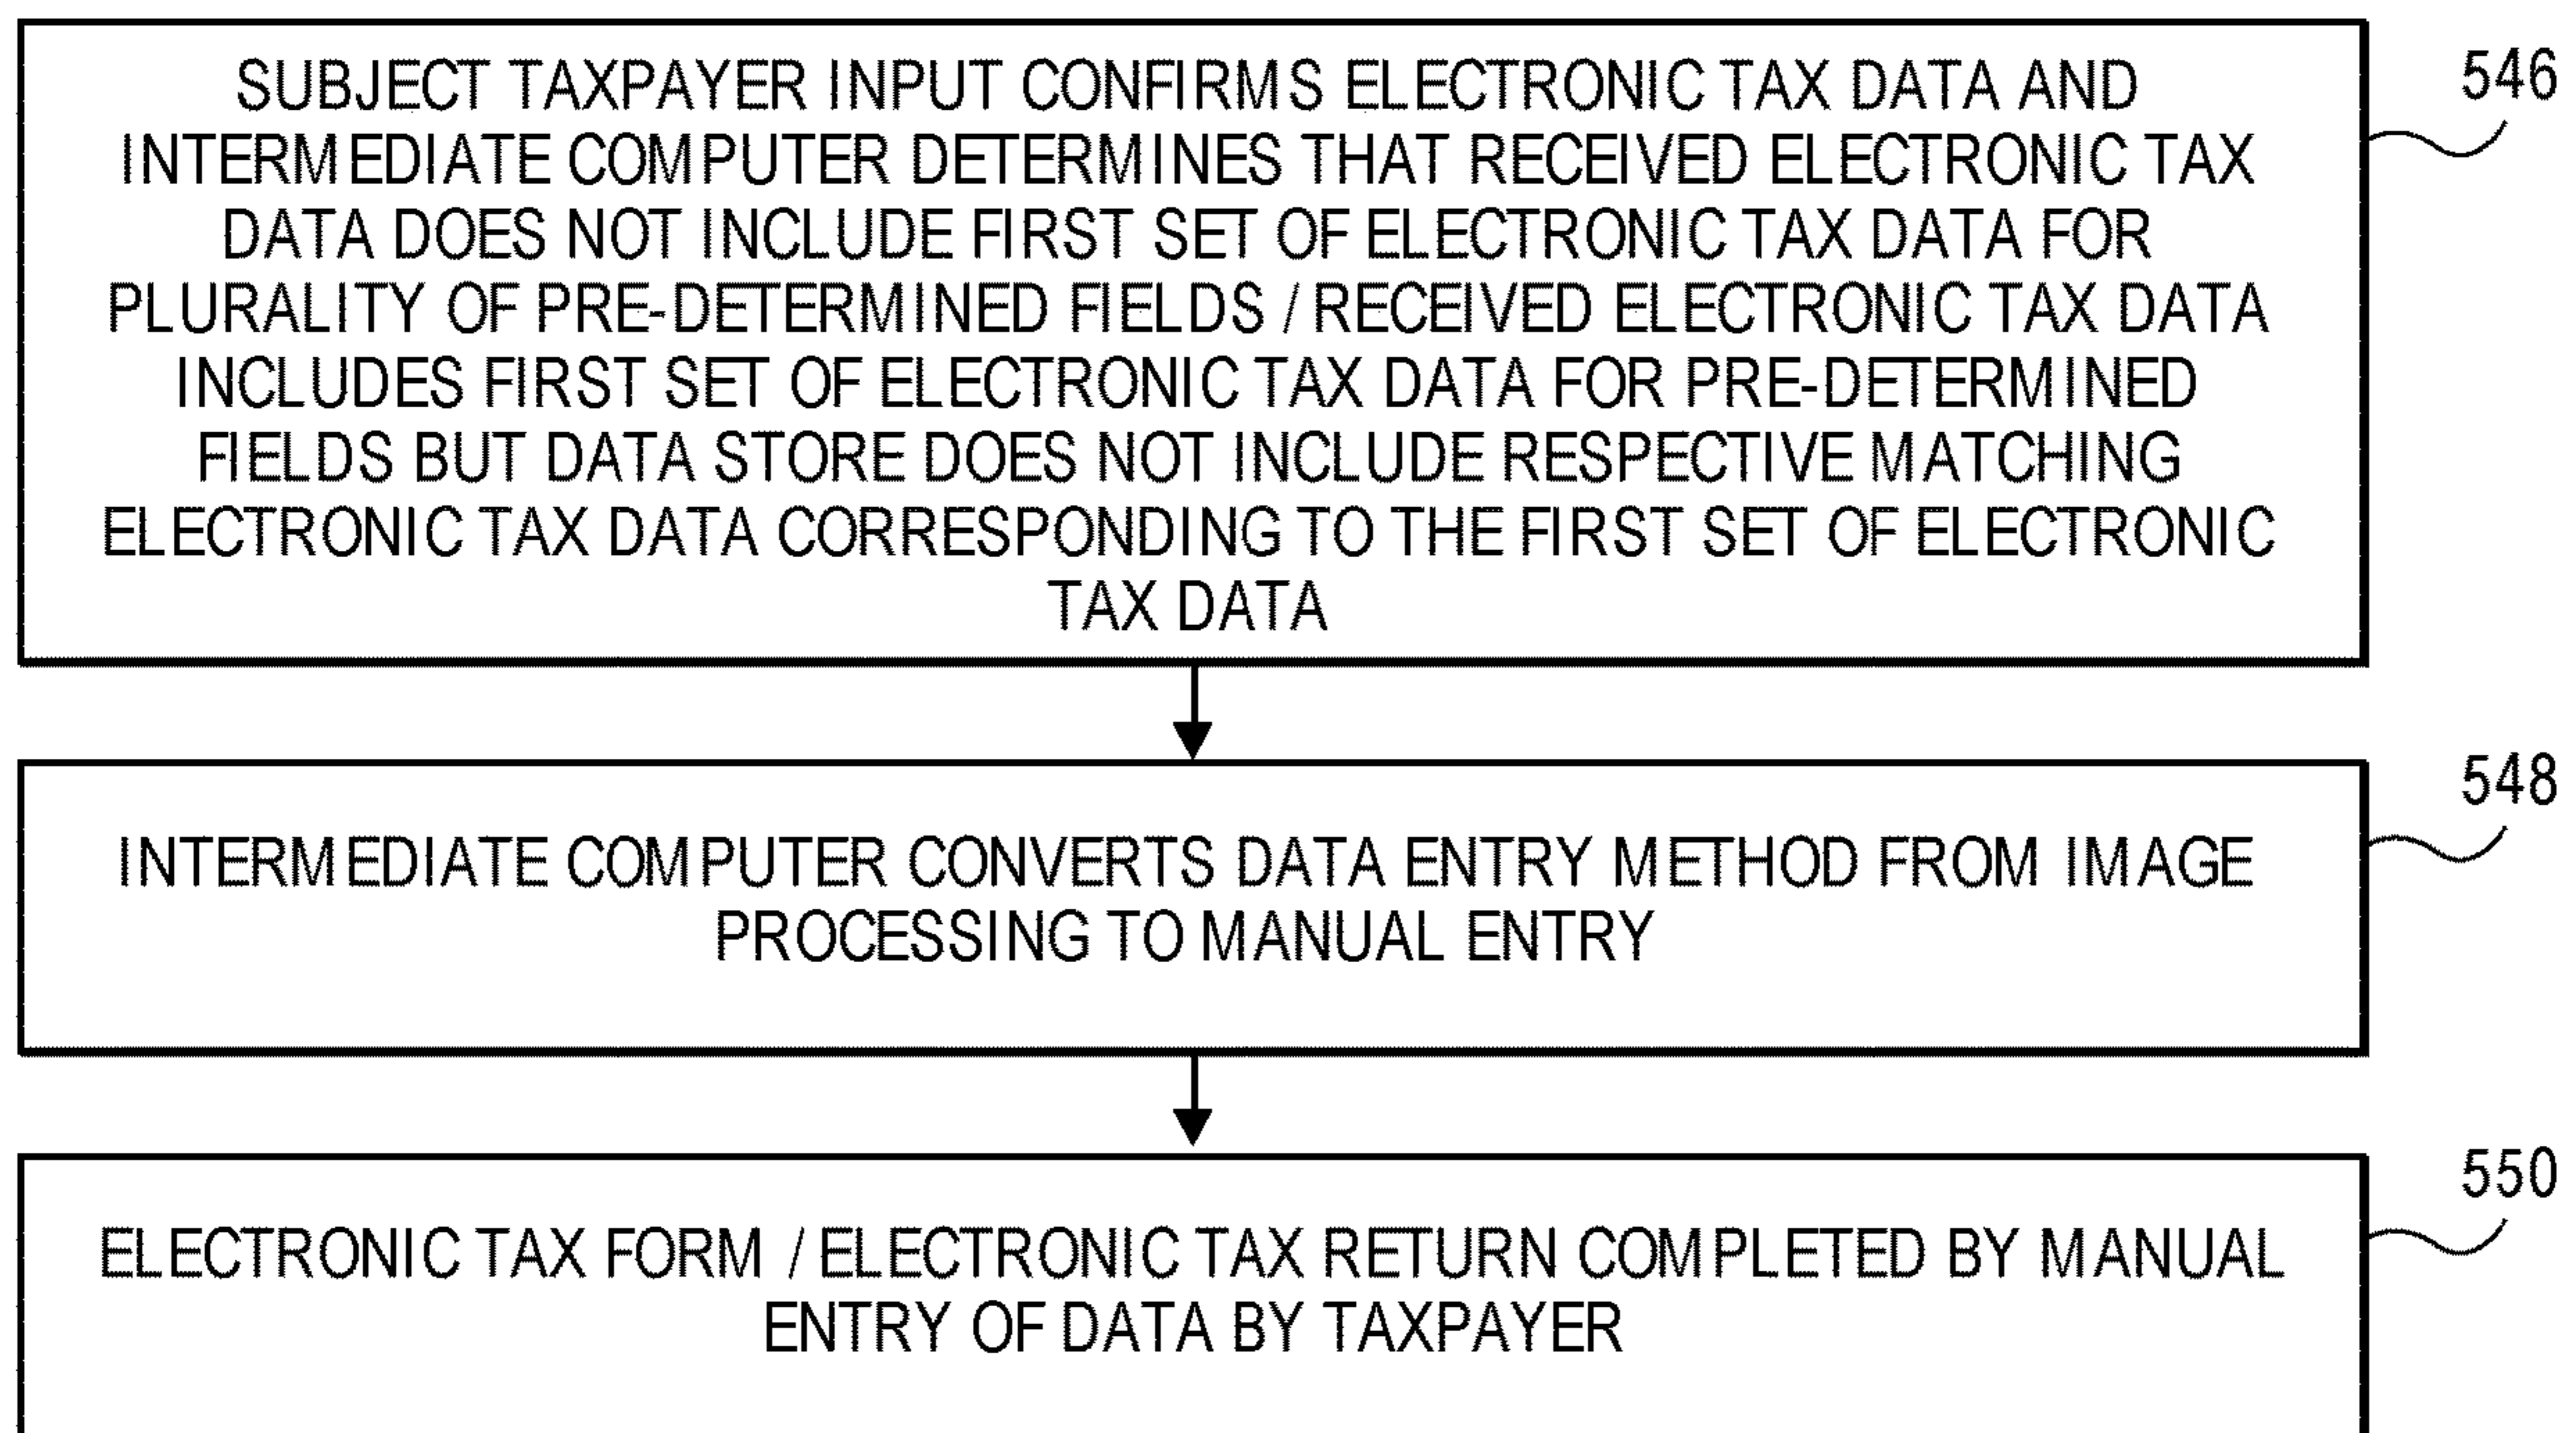 SUBJECT TAXPAYER INPUT CONFIRMS ELECTRONIC TAX DATA AND
INTERMEDIATE COMPUTER DETERMINES THAT RECEIVED ELECTRONIC TAX
DATA DOES NOT INCLUDE FIRST SET OF ELECTRONIC TAX DATA FOR
PLURALITY OF PRE-DETERMINED FIELDS / RECEIVED ELECTRONIC TAX DATA
INCLUDES FIRST SET OF ELECTRONIC TAX DATA FOR PRE-DETERMINED
FIELDS BUT DATA STORE DOES NOT INCLUDE RESPECTIVE MATCHING
ELECTRONIC TAX DATA CORRESPONDING TO THE FIRST SET OF ELECTRONIC
TAX DATA
546
INTERMEDIATE COMPUTER CONVERTS DATA ENTRY METHOD FROM IMAGE
PROCESSING TO MANUAL ENTRY
548
ELECTRONIC TAX FORM / ELECTRONIC TAX RETURN COMPLETED BY MANUAL
ENTRY OF DATA BY TAXPAYER
550